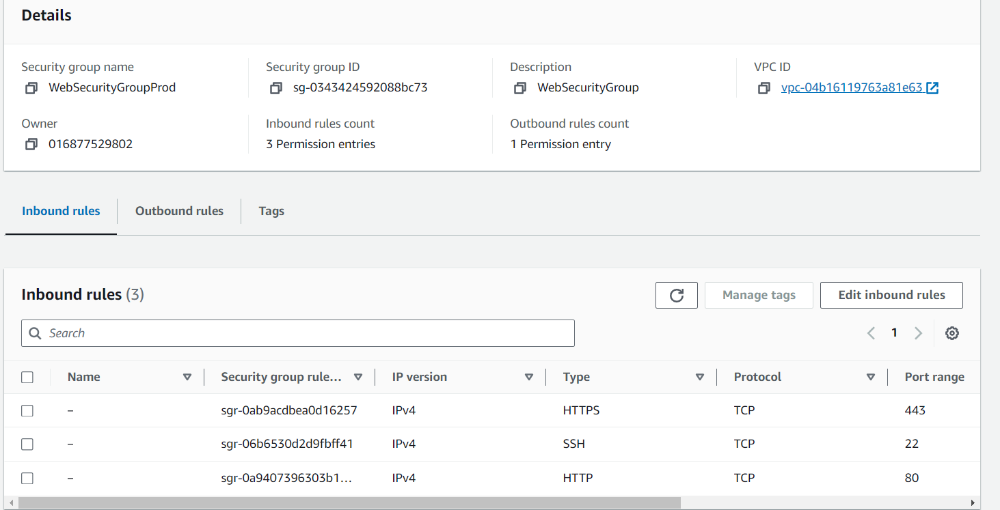 Details
Security group name Security group ID Description VPC ID
WebSecurityGroupProd sg-0343424592088bc73 WebSecurityGroup vpc-04b16119763a81e63
Owner Inbound rules count Outbound rules count
016877529802 3 Permission entries 1 Permission entry
Inbound rules Outbound rules Tags
Inbound rules (3) Manage tags Edit inbound rules
Search 1
Name Security group rule... IP version Type Protocol Port range
– sgr-0ab9acdbea0d16257 IPv4 HTTPS TCP 443
– sgr-06b6530d2d9fbff41 IPv4 SSH TCP 22
– sgr-0a9407396303b1... IPv4 HTTP TCP 80